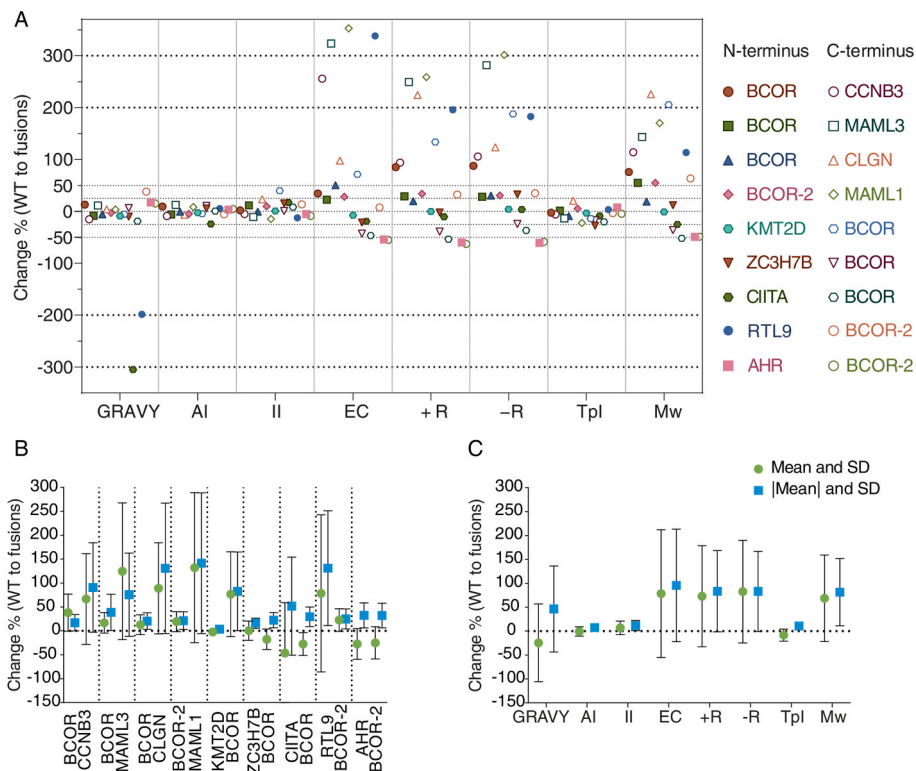 A
Change % (WT to fusions)
300
200
100
50
0
-50
-100
-200
-300
GRAVY AI II EC +R −R TpI Mw
N-terminus C-terminus
BCOR CCNB3
BCOR MAML3
BCOR CLGN
BCOR-2 MAML1
KMT2D BCOR
ZC3H7B BCOR
CIITA BCOR
RTL9 BCOR-2
AHR BCOR-2
B
Change % (WT to fusions)
300
250
200
150
100
50
0
-50
-100
-150
BCOR
CCNB3
BCOR
MAML3
BCOR
CLGN
BCOR-2
MAML1
KMT2D
BCOR
ZC3H7B
BCOR
CIITA
BCOR
RTL9
BCOR-2
AHR
BCOR-2
C
Mean and SD
|Mean| and SD
Change % (WT to fusions)
300
250
200
150
100
50
0
-50
-100
-150
GRAVY AI II EC +R -R TpI Mw